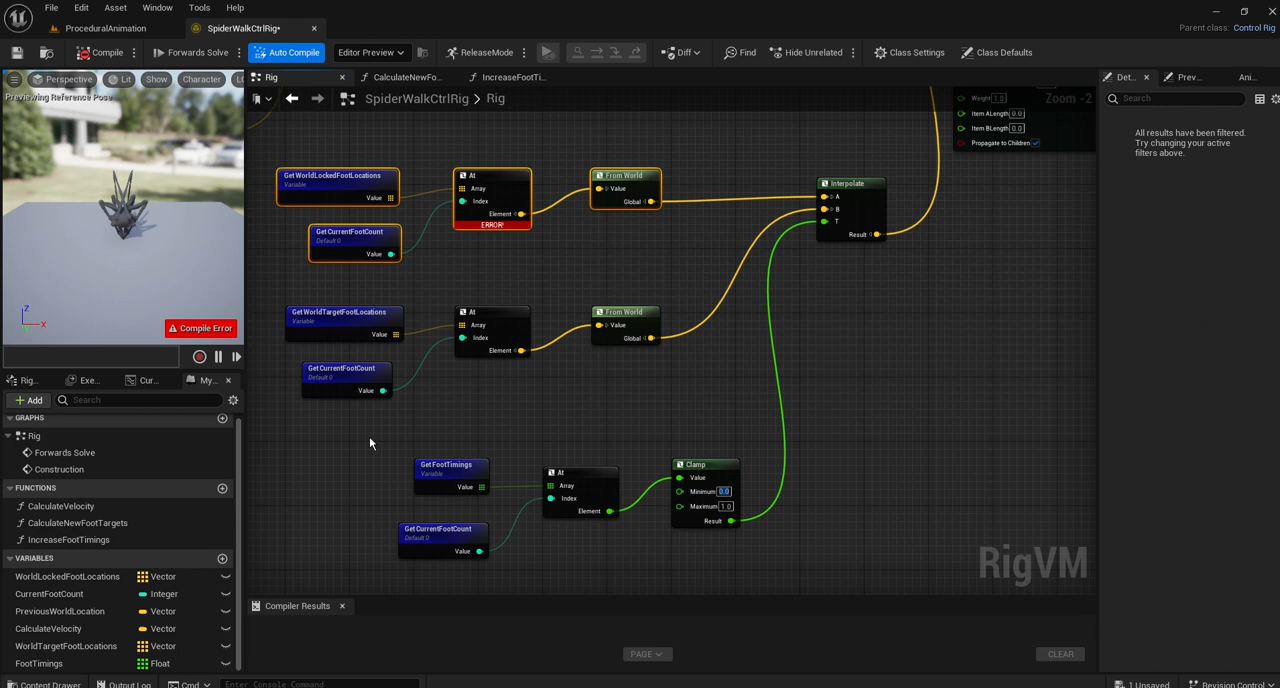 File Edit Asset Window Tools Help
ProceduralAnimation
SpiderWalkCtrlRig*
Parent class: Control Rig
Compile
Forwards Solve
Auto Compile
Editor Preview
ReleaseMode
Diff
Find
Hide Unrelated
Class Settings
Class Defaults
Perspective
Lit
Show
Character
Previewing Reference Pose
Z
X
Compile Error
Rig
CalculateNewFo...
IncreaseFootTi...
SpiderWalkCtrlRig > Rig
Zoom -2
Weight 1.0
Item ALength 0.0
Item BLength 0.0
Propagate to Children
GetWorldLockedFootLocations
Variable
Value
At
Array
Index
Element
ERROR!
From World
Value
Global
GetCurrentFootCount
Default 0
Value
Interpolate
A
B
T
Result
GetWorldTargetFootLocations
Variable
Value
At
Array
Index
Element
From World
Value
Global
GetCurrentFootCount
Default 0
Value
GetFootTimings
Variable
Value
At
Array
Index
Element
Clamp
Value
Minimum 0.0
Maximum 1.0
Result
GetCurrentFootCount
Default 0
Value
RigVM
Det...
Prev...
Ani...
Search
All results have been filtered.
Try changing your active
filters above.
Rig...
Exe...
Cur...
My...
Add
Search
GRAPHS
Rig
Forwards Solve
Construction
FUNCTIONS
CalculateVelocity
CalculateNewFootTargets
IncreaseFootTimings
VARIABLES
WorldLockedFootLocations Vector
CurrentFootCount Integer
PreviousWorldLocation Vector
CalculateVelocity Vector
WorldTargetFootLocations Vector
FootTimings Float
Compiler Results
PAGE
CLEAR
Content Drawer
Output Log
Cmd
Enter Console Command
1 Unsaved
Revision Control